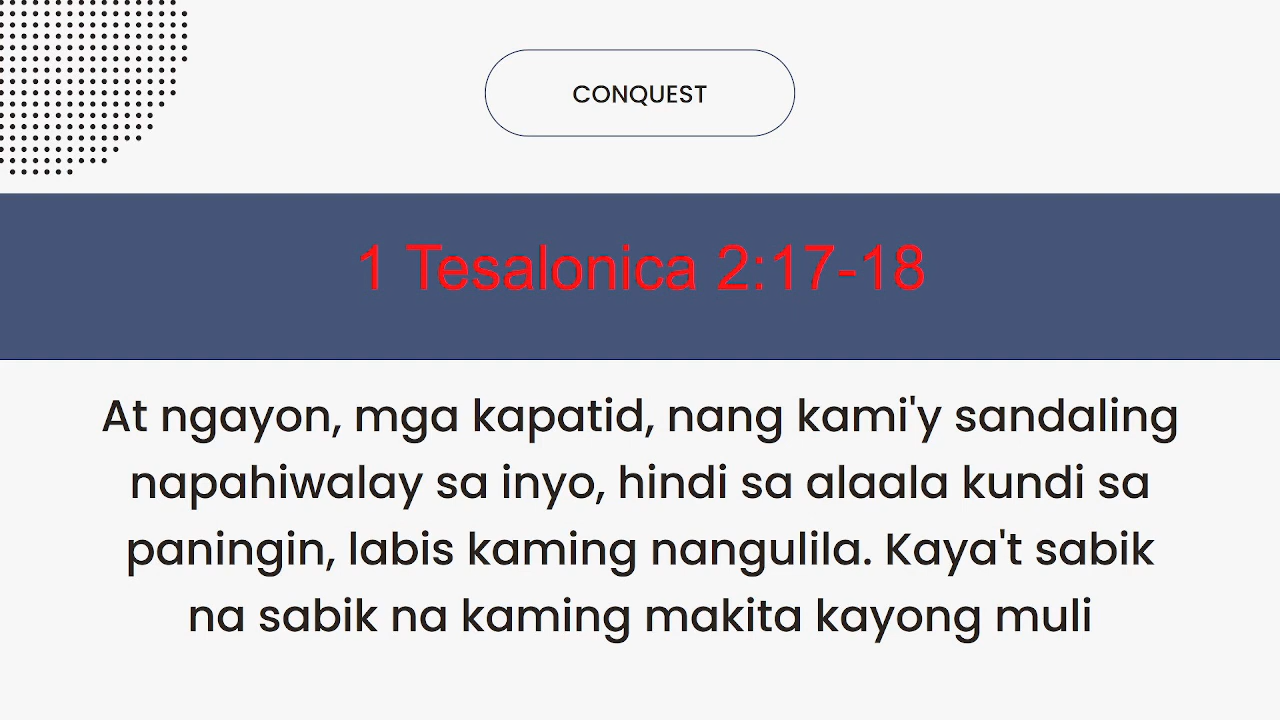 CONQUEST
1 Tesalonica 2:17-18
At ngayon, mga kapatid, nang kami'y sandaling
napahiwalay sa inyo, hindi sa alaala kundi sa
paningin, labis kaming nangulila. Kaya't sabik
na sabik na kaming makita kayong muli